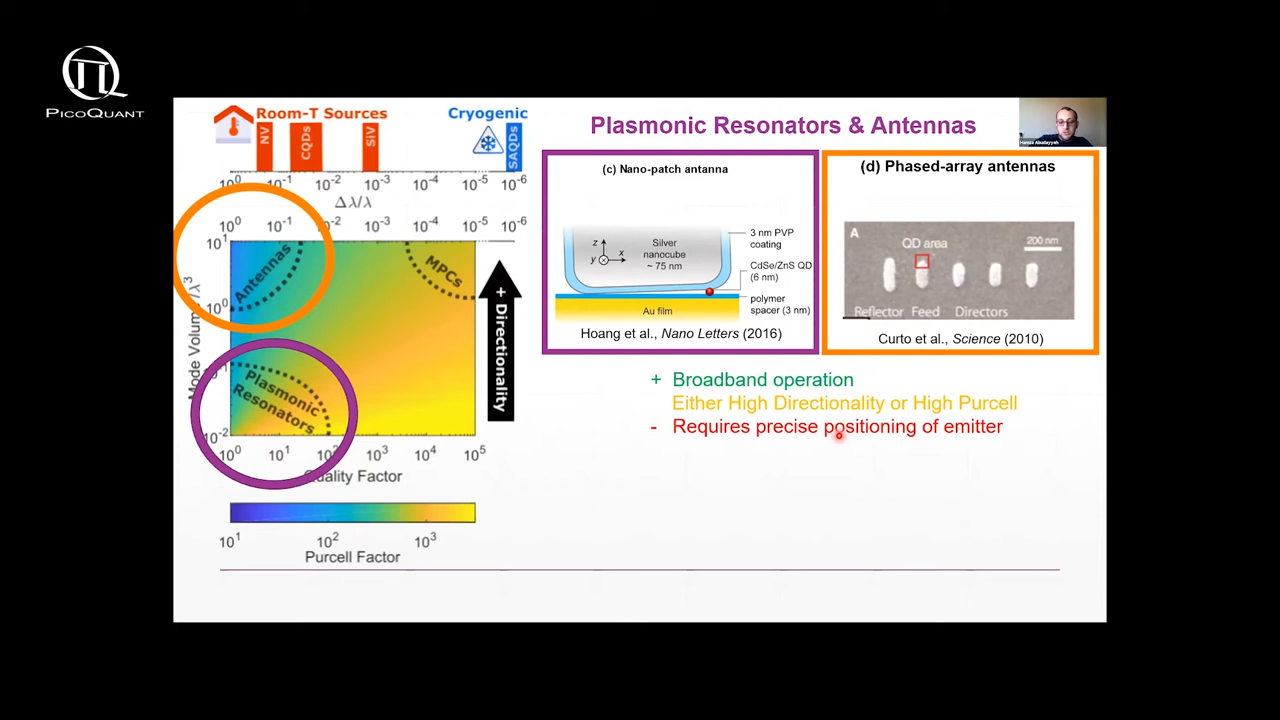 PICOQUANT
Room-T Sources
Cryogenic
NV
CQDs
SiV
SAQDs
10⁰ 10⁻¹ 10⁻² 10⁻³ 10⁻⁴ 10⁻⁵ 10⁻⁶
Δλ/λ
10⁰ 10⁻¹ 10⁻² 10⁻³ 10⁻⁴ 10⁻⁵ 10⁻⁶
10¹
10⁰
10⁻²
Mode Volume/λ³
Antennas
MPCs
Plasmonic
Resonators
+ Directionality
10⁰ 10¹ 10² 10³ 10⁴ 10⁵
Quality Factor
10¹ 10² 10³
Purcell Factor
Plasmonic Resonators & Antennas
Hamza Abudayyeh
(c) Nano-patch antanna
z
y
x
Silver
nanocube
~ 75 nm
3 nm PVP
coating
CdSe/ZnS QD
(6 nm)
polymer
spacer (3 nm)
Au film
Hoang et al., Nano Letters (2016)
(d) Phased-array antennas
A
QD area
200 nm
Reflector Feed Directors
Curto et al., Science (2010)
+ Broadband operation
Either High Directionality or High Purcell
- Requires precise positioning of emitter